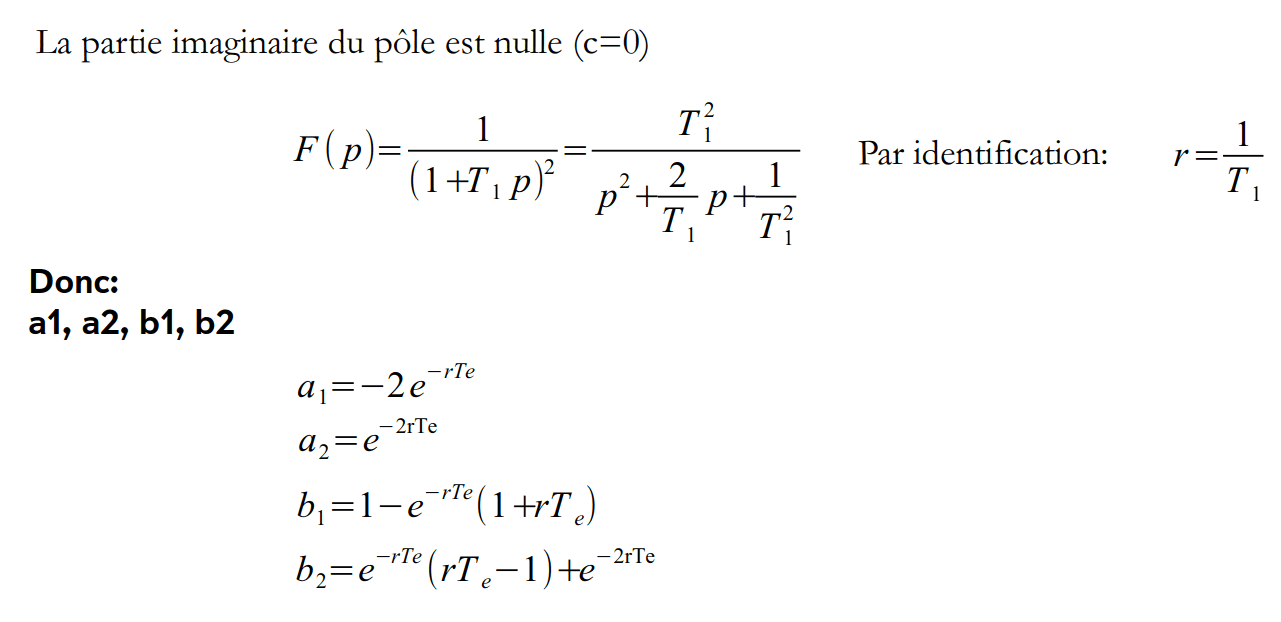 La partie imaginaire du pôle est nulle (c=0)
F(p)=\frac{1}{(1+T_1 p)^2}=\frac{T_1^2}{p^2+\frac{2}{T_1}p+\frac{1}{T_1^2}} Par identification: r=\frac{1}{T_1}
Donc:
a1, a2, b1, b2
a_1=-2e^{-rTe}
a_2=e^{-2rTe}
b_1=1-e^{-rTe}(1+rT_e)
b_2=e^{-rTe}(rT_e-1)+e^{-2rTe}